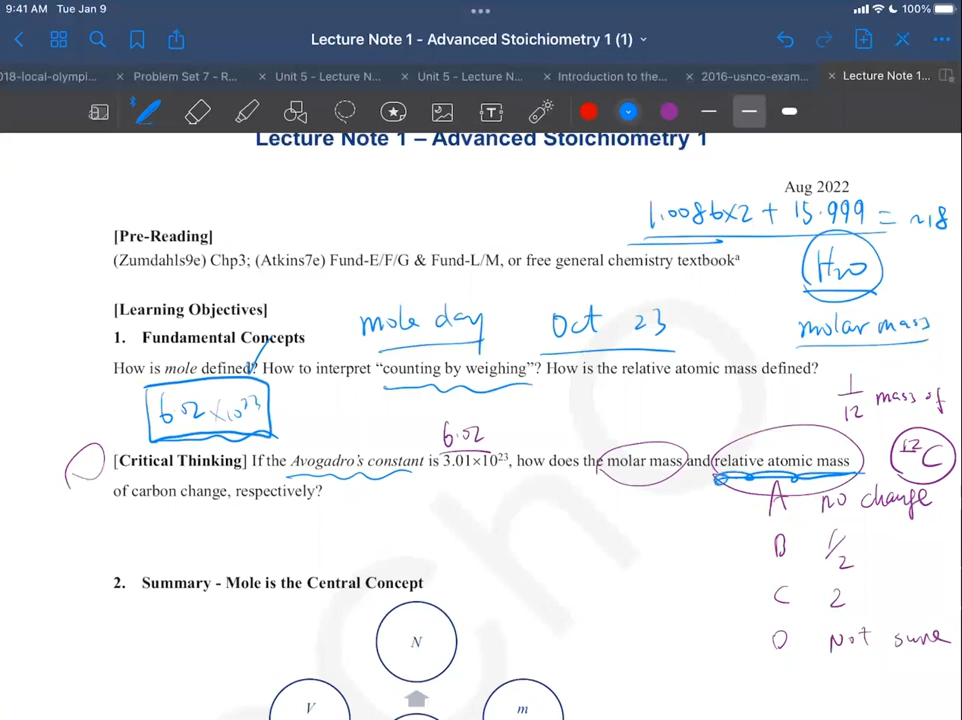 9:41 AM Tue Jan 9
100%
Lecture Note 1 - Advanced Stoichiometry 1 (1)
018-local-olympi...
Problem Set 7 - R...
Unit 5 - Lecture N...
Unit 5 - Lecture N...
Introduction to the...
2016-usnco-exam...
Lecture Note 1...
Lecture Note 1 – Advanced Stoichiometry 1
Aug 2022
1.0086x2 + 15.999 = ~18
[Pre-Reading]
(Zumdahls9e) Chp3; (Atkins7e) Fund-E/F/G & Fund-L/M, or free general chemistry textbookᵃ
H₂O
[Learning Objectives]
mole day Oct 23
molar mass
1. Fundamental Concepts
How is mole defined? How to interpret “counting by weighing”? How is the relative atomic mass defined?
1/12 mass of
6.02 ×10²³
6.02
¹²C
[Critical Thinking] If the Avogadro’s constant is 3.01×10²³, how does the molar mass and relative atomic mass
of carbon change, respectively?
A no change
B 1/2
C 2
D Not sure
2. Summary - Mole is the Central Concept
N
V
m